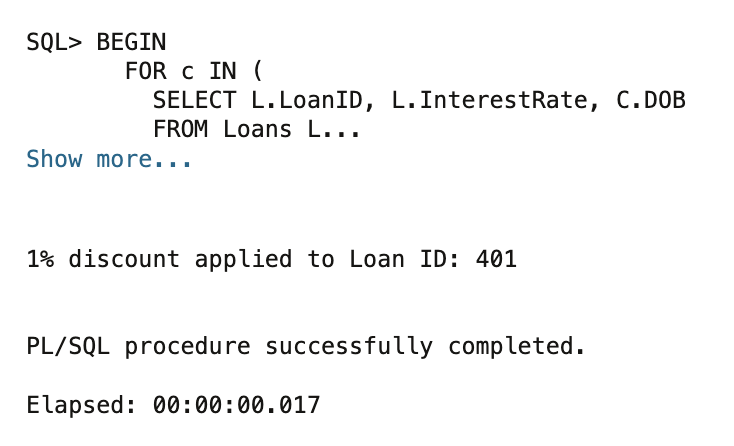 SQL> BEGIN
FOR c IN (
SELECT L.LoanID, L.InterestRate, C.DOB
FROM Loans L...
Show more...
1% discount applied to Loan ID: 401
PL/SQL procedure successfully completed.
Elapsed: 00:00:00.017